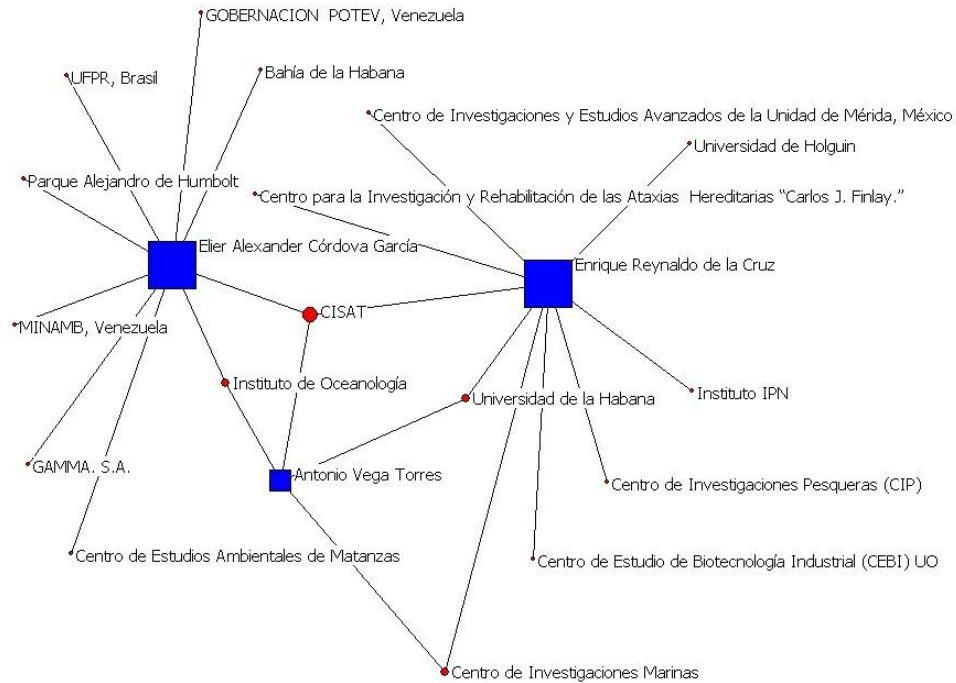 GOBERNACION POTEV, Venezuela
UFPR, Brasil
Bahía de la Habana
Centro de Investigaciones y Estudios Avanzados de la Unidad de Mérida, México
Universidad de Holguin
Parque Alejandro de Humbolt
Centro para la Investigación y Rehabilitación de las Ataxias Hereditarias “Carlos J. Finlay.”
Elier Alexander Córdova García
Enrique Reynaldo de la Cruz
CISAT
MINAMB, Venezuela
Instituto de Oceanología
Instituto IPN
Universidad de la Habana
GAMMA. S.A.
Antonio Vega Torres
Centro de Investigaciones Pesqueras (CIP)
Centro de Estudios Ambientales de Matanzas
Centro de Estudio de Biotecnología Industrial (CEBI) UO
Centro de Investigaciones Marinas